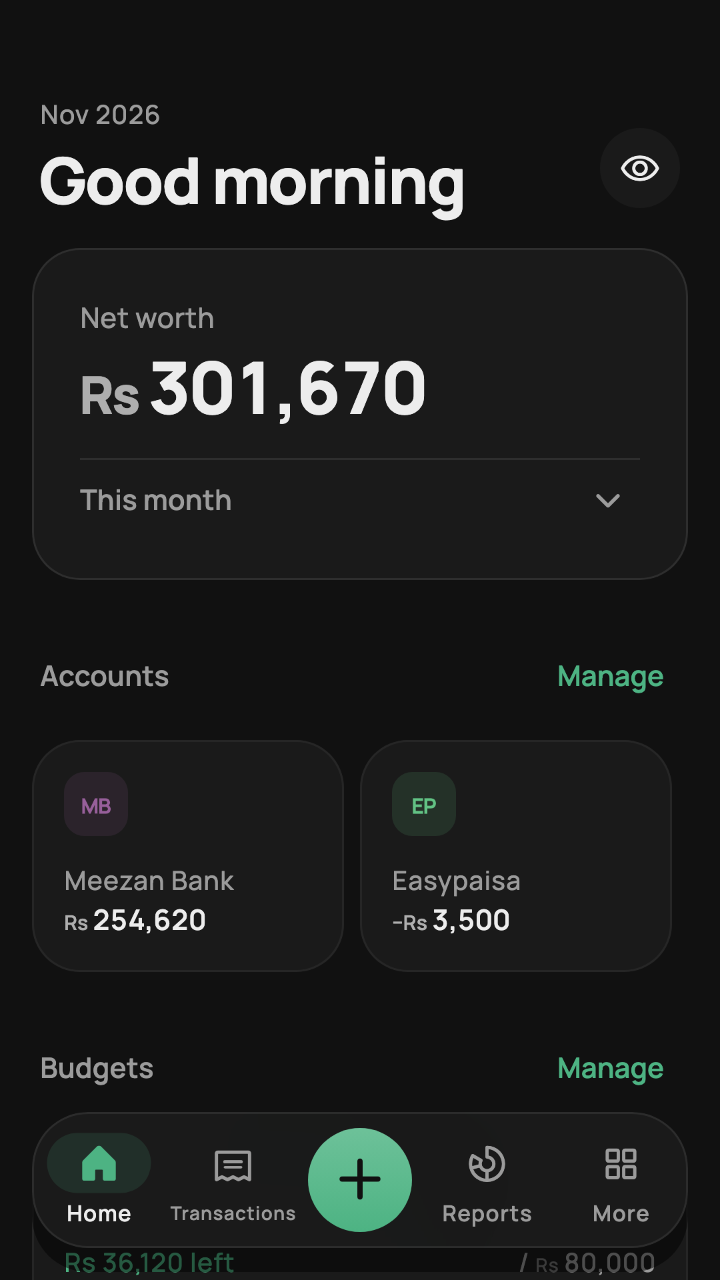 Nov 2026
Good morning
Net worth
Rs 301,670
This month
Accounts
Manage
MB
EP
Meezan Bank
Easypaisa
Rs 254,620
−Rs 3,500
Budgets
Manage
Home
Transactions
Reports
More
Rs 36,120 left
/ Rs 80,000